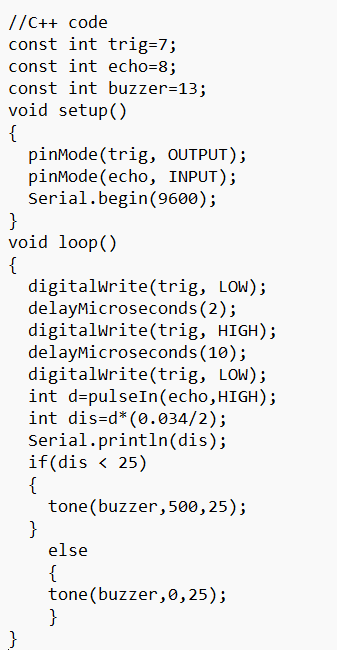 //C++ code
const int trig=7;
const int echo=8;
const int buzzer=13;
void setup()
{
  pinMode(trig, OUTPUT);
  pinMode(echo, INPUT);
  Serial.begin(9600);
}
void loop()
{
  digitalWrite(trig, LOW);
  delayMicroseconds(2);
  digitalWrite(trig, HIGH);
  delayMicroseconds(10);
  digitalWrite(trig, LOW);
  int d=pulseIn(echo,HIGH);
  int dis=d*(0.034/2);
  Serial.println(dis);
  if(dis < 25)
  {
    tone(buzzer,500,25);
  }
    else
    {
    tone(buzzer,0,25);
    }
}